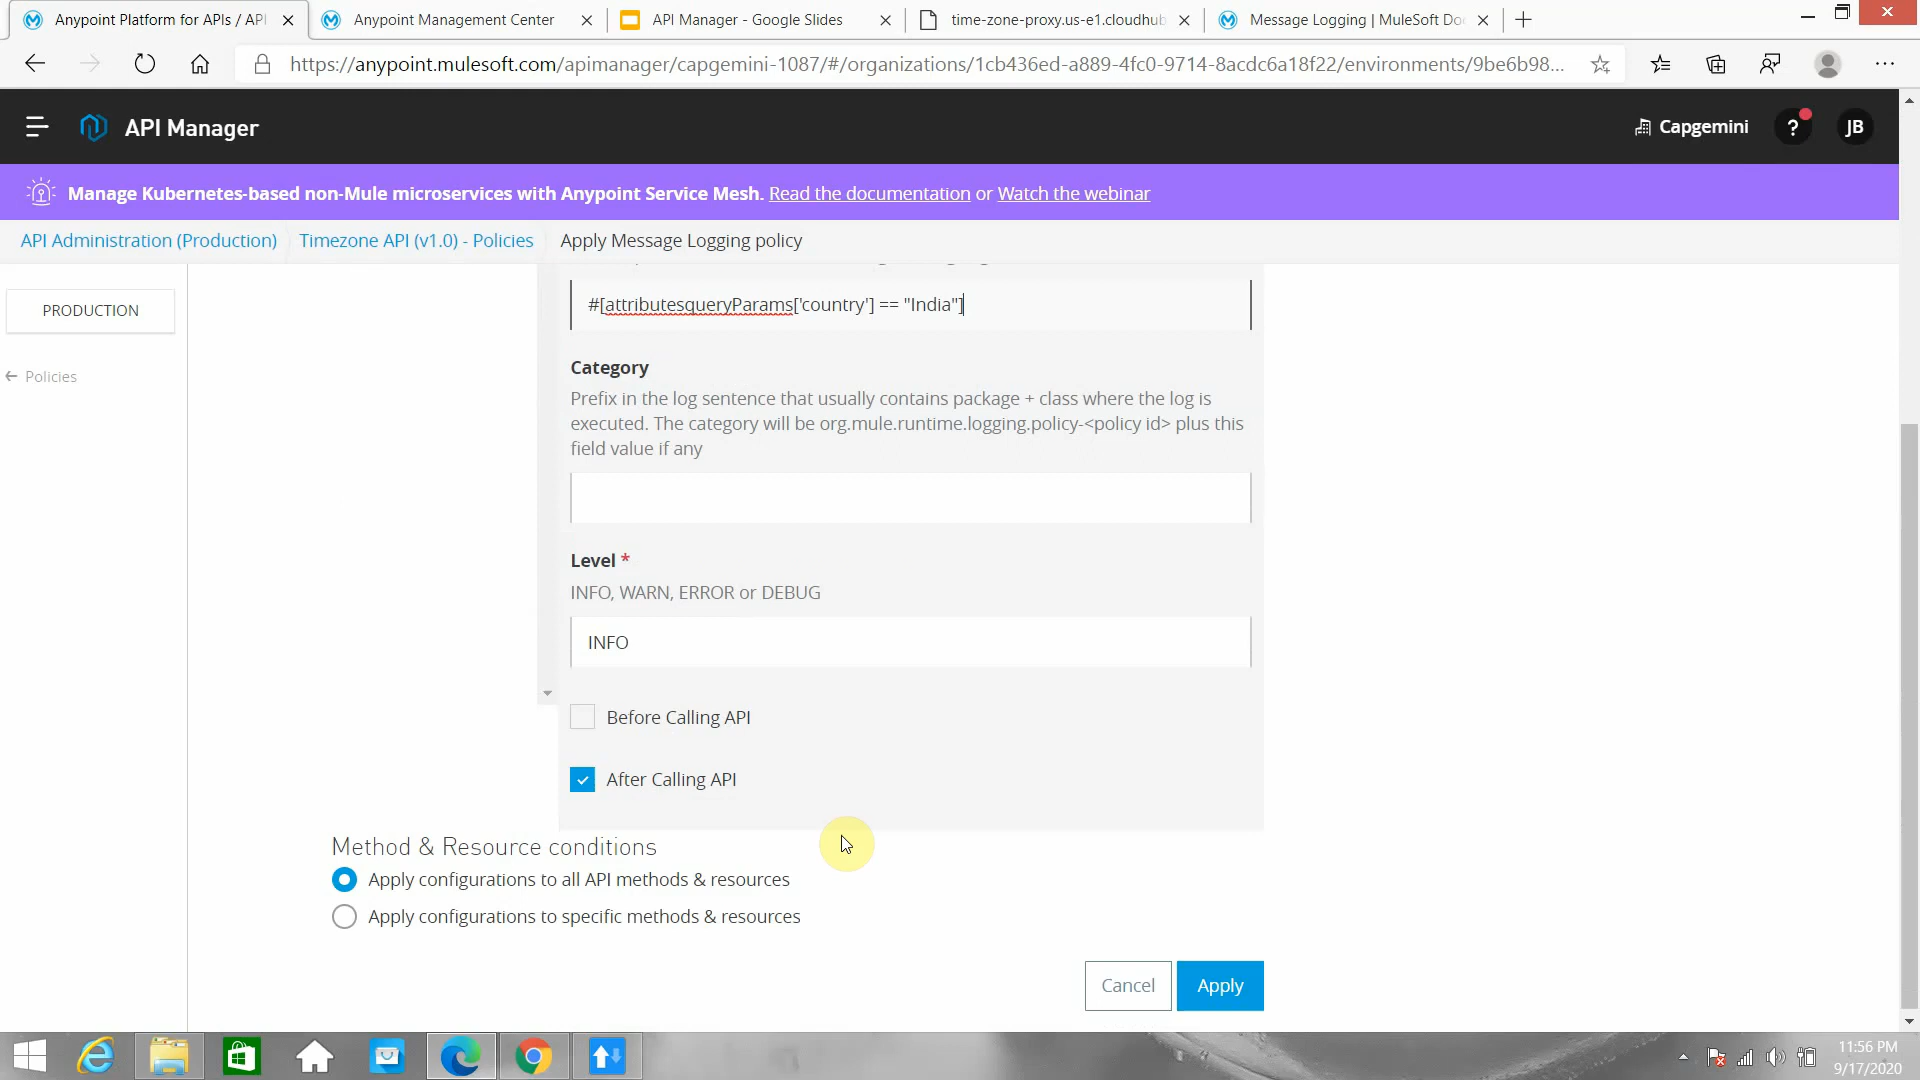 Anypoint Platform for APIs / API
Anypoint Management Center
API Manager - Google Slides
time-zone-proxy.us-e1.cloudhub
Message Logging | MuleSoft Do
https://anypoint.mulesoft.com/apimanager/capgemini-1087/#/organizations/1cb436ed-a889-4fc0-9714-8acdc6a18f22/environments/9be6b98...
API Manager
Capgemini
?
JB
Manage Kubernetes-based non-Mule microservices with Anypoint Service Mesh. Read the documentation or Watch the webinar
API Administration (Production)
Timezone API (v1.0) - Policies
Apply Message Logging policy
PRODUCTION
Policies
#[attributesqueryParams['country'] == "India"]
Category
Prefix in the log sentence that usually contains package + class where the log is
executed. The category will be org.mule.runtime.logging.policy-<policy id> plus this
field value if any
Level *
INFO, WARN, ERROR or DEBUG
INFO
Before Calling API
After Calling API
Method & Resource conditions
Apply configurations to all API methods & resources
Apply configurations to specific methods & resources
Cancel
Apply
11:56 PM
9/17/2020